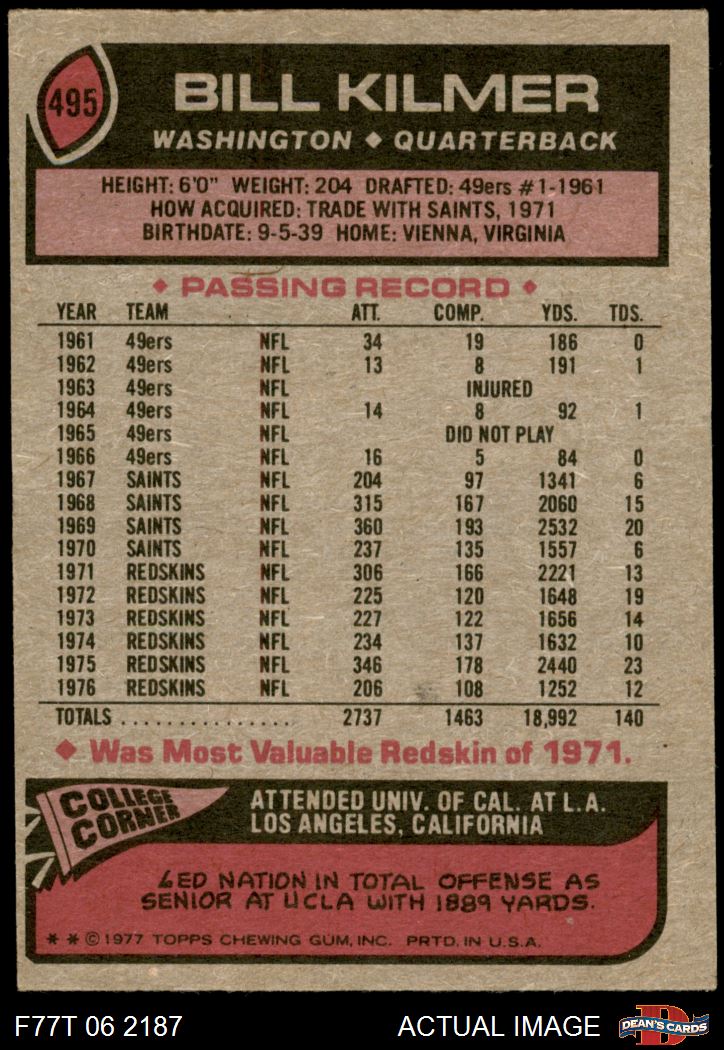 495
BILL KILMER
WASHINGTON ◆ QUARTERBACK
HEIGHT: 6'0" WEIGHT: 204 DRAFTED: 49ers #1-1961
HOW ACQUIRED: TRADE WITH SAINTS, 1971
BIRTHDATE: 9-5-39 HOME: VIENNA, VIRGINIA
◆ PASSING RECORD ◆
YEAR TEAM ATT. COMP. YDS. TDS.
1961 49ers NFL 34 19 186 0
1962 49ers NFL 13 8 191 1
1963 49ers NFL INJURED
1964 49ers NFL 14 8 92 1
1965 49ers NFL DID NOT PLAY
1966 49ers NFL 16 5 84 0
1967 SAINTS NFL 204 97 1341 6
1968 SAINTS NFL 315 167 2060 15
1969 SAINTS NFL 360 193 2532 20
1970 SAINTS NFL 237 135 1557 6
1971 REDSKINS NFL 306 166 2221 13
1972 REDSKINS NFL 225 120 1648 19
1973 REDSKINS NFL 227 122 1656 14
1974 REDSKINS NFL 234 137 1632 10
1975 REDSKINS NFL 346 178 2440 23
1976 REDSKINS NFL 206 108 1252 12
TOTALS ................ 2737 1463 18,992 140
◆ Was Most Valuable Redskin of 1971.
COLLEGE
CORNER
ATTENDED UNIV. OF CAL. AT L.A.
LOS ANGELES, CALIFORNIA
LED NATION IN TOTAL OFFENSE AS
SENIOR AT UCLA WITH 1889 YARDS.
* * © 1977 TOPPS CHEWING GUM, INC. PRTD. IN U.S.A.
F77T 06 2187 ACTUAL IMAGE
D
DEAN'S CARDS